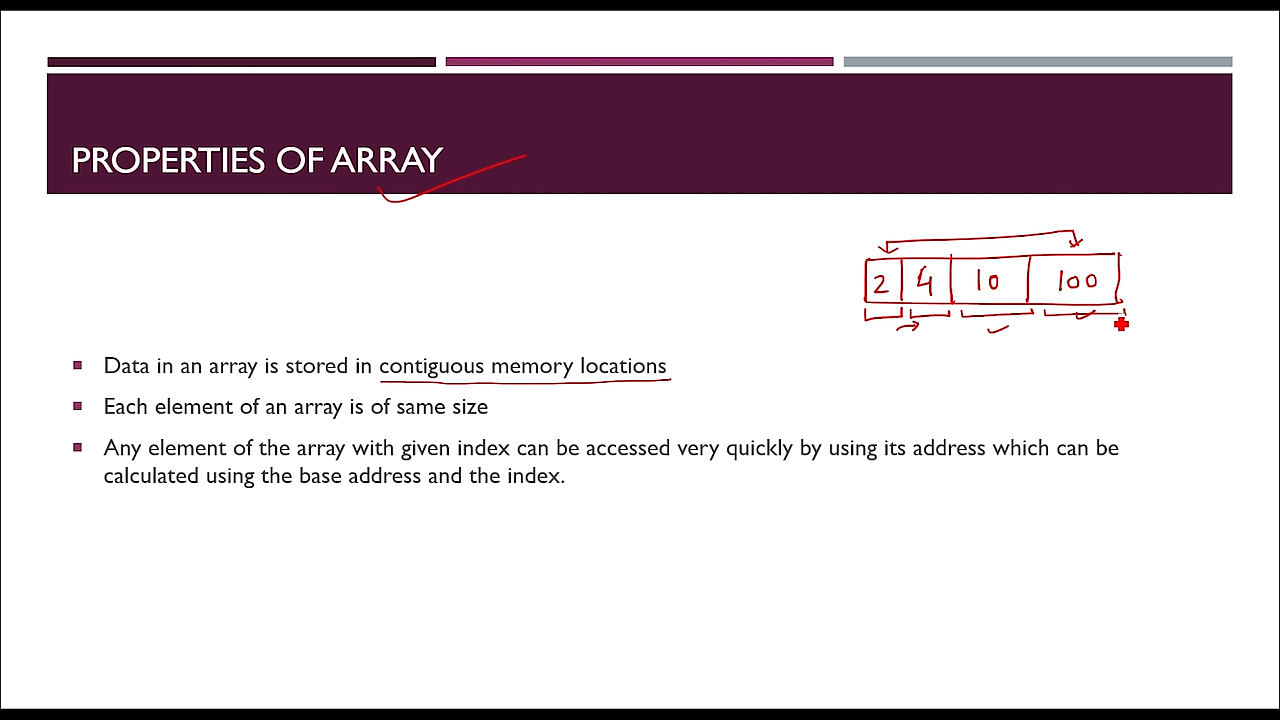 PROPERTIES OF ARRAY
2 4 10 100
Data in an array is stored in contiguous memory locations
Each element of an array is of same size
Any element of the array with given index can be accessed very quickly by using its address which can be
calculated using the base address and the index.